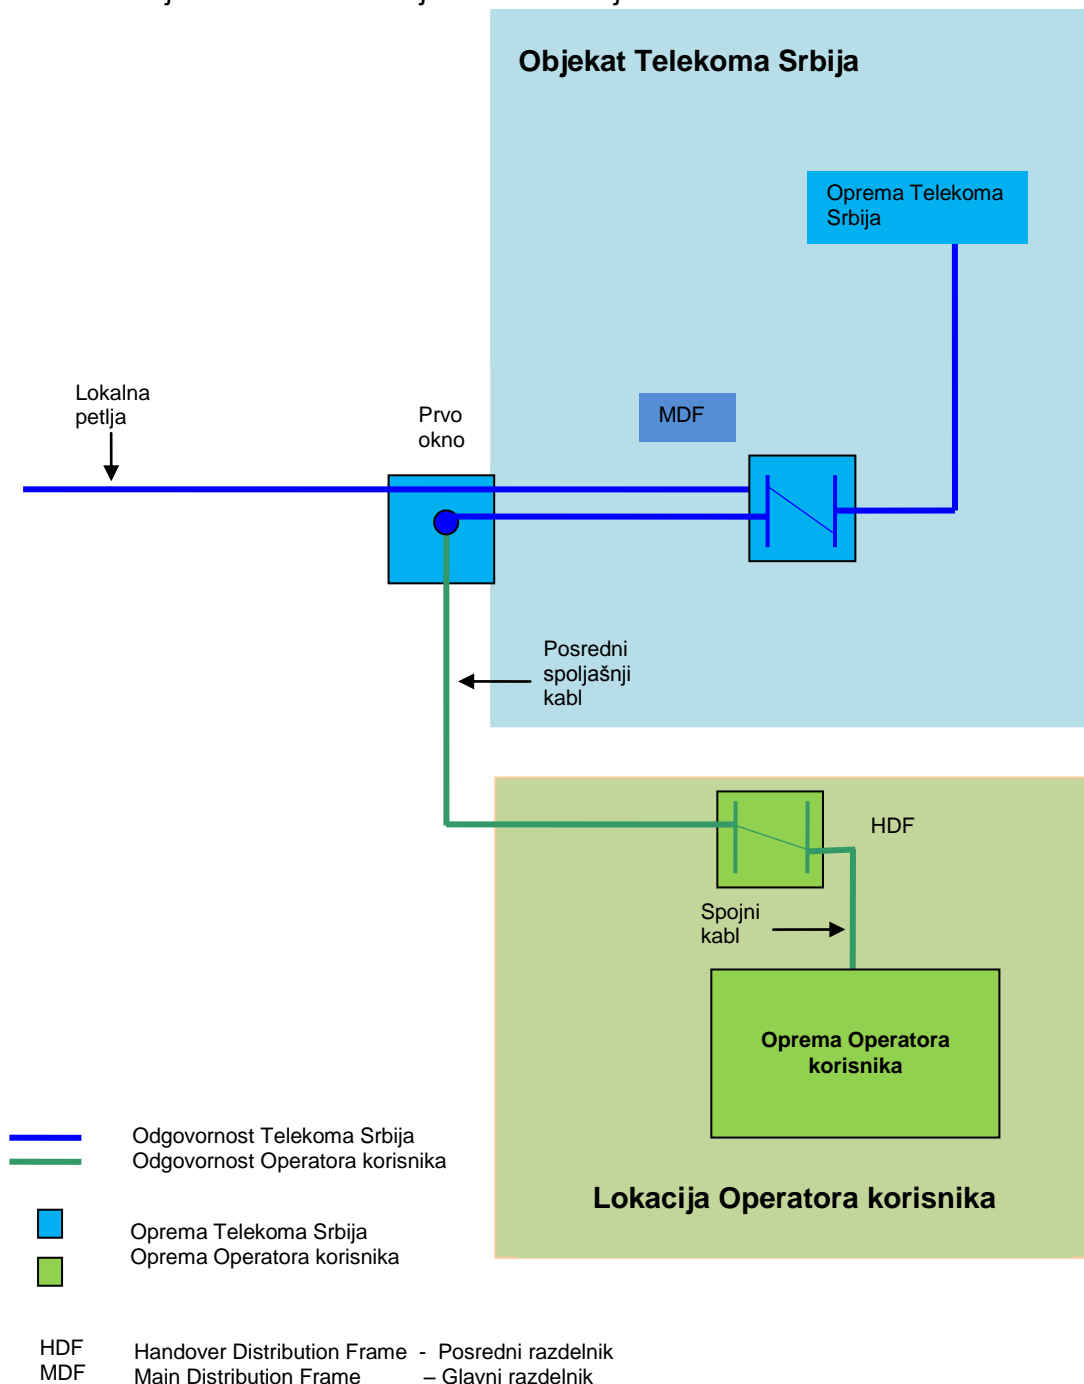 Objekat Telekoma Srbija
Oprema Telekoma
Srbija
Lokalna
petlja
Prvo
okno
MDF
Posredni
spoljašnji
kabl
HDF
Spojni
kabl
Oprema Operatora
korisnika
Lokacija Operatora korisnika
Odgovornost Telekoma Srbija
Odgovornost Operatora korisnika
Oprema Telekoma Srbija
Oprema Operatora korisnika
HDF Handover Distribution Frame - Posredni razdelnik
MDF Main Distribution Frame – Glavni razdelnik